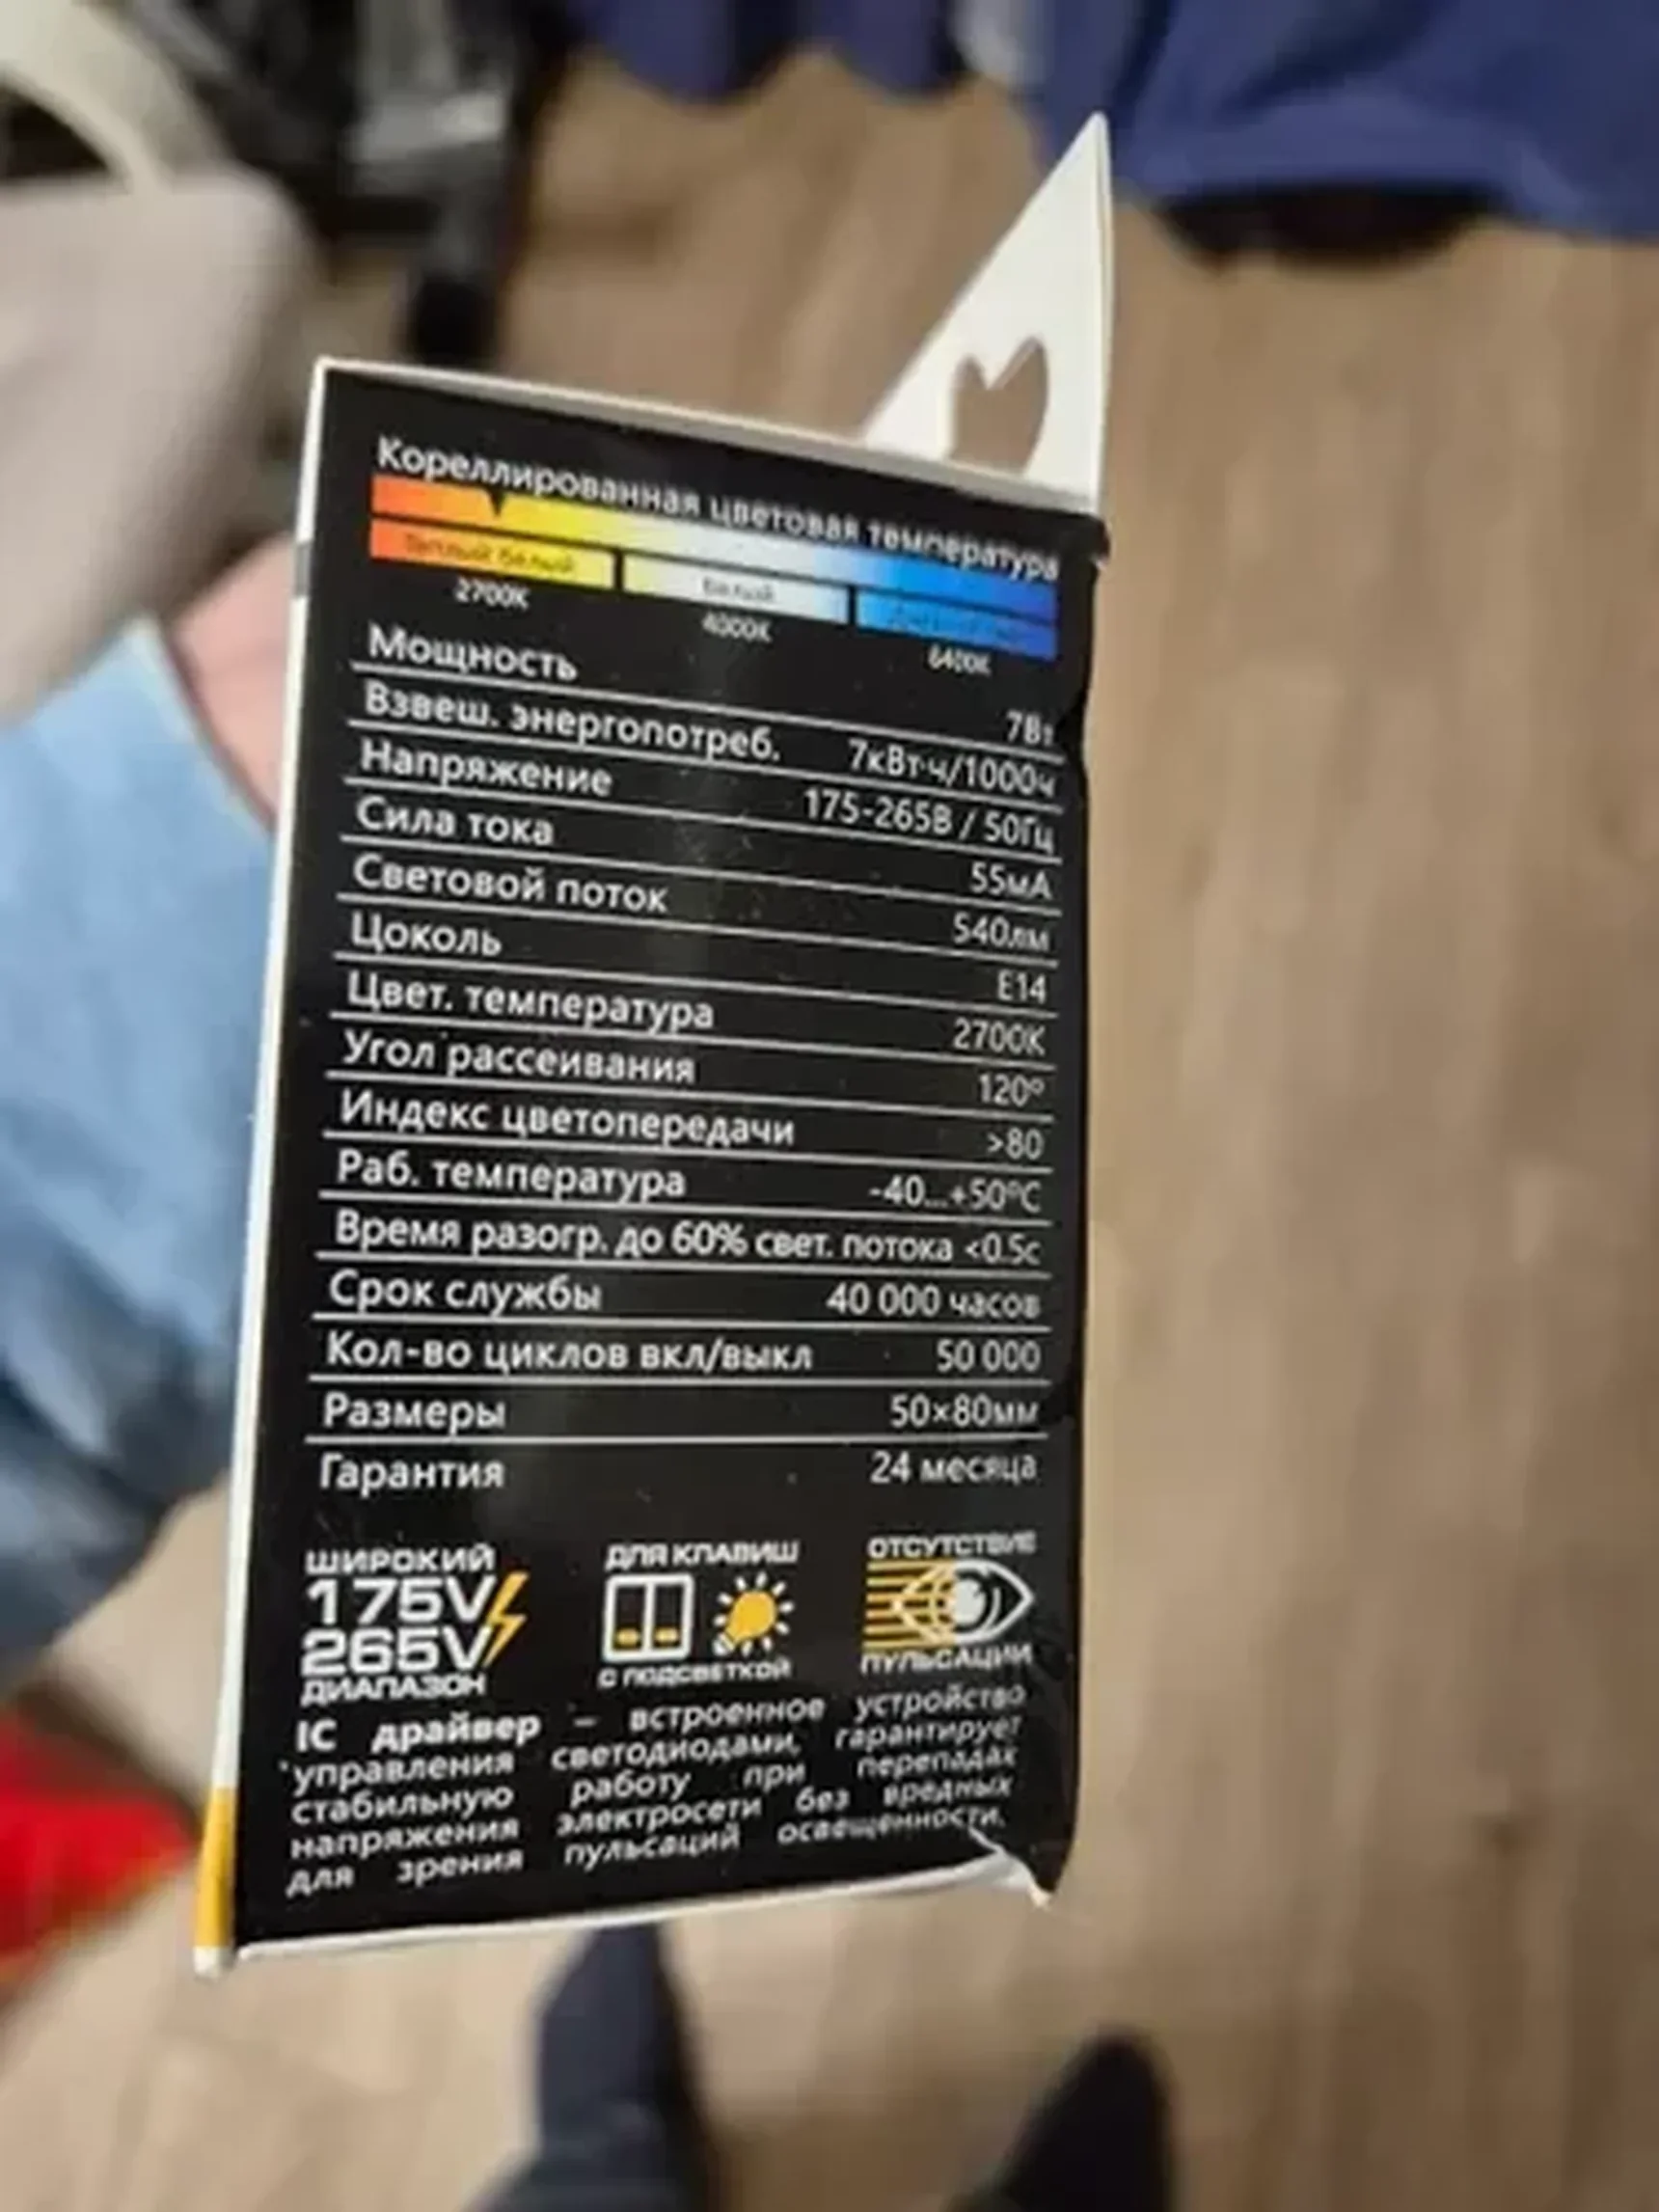 Кореллированная цветовая температура
Теплый белый
Белый
2700К
4000К
6400К
Мощность 7Вт
Взвеш. энергопотреб. 7кВт·ч/1000ч
Напряжение 175-265В / 50Гц
Сила тока 55мА
Световой поток 540лм
Цоколь Е14
Цвет. температура 2700К
Угол рассеивания 120º
Индекс цветопередачи >80
Раб. температура -40...+50ºС
Время разогр. до 60% свет. потока <0.5с
Срок службы 40 000 часов
Кол-во циклов вкл/выкл 50 000
Размеры 50×80мм
Гарантия 24 месяца
ШИРОКИЙ
175V
265V
ДИАПАЗОН
ДЛЯ КЛАВИШ
С ПОДСВЕТКОЙ
ОТСУТСТВИЕ
ПУЛЬСАЦИИ
IC драйвер – встроенное устройство
управления светодиодами, гарантирует
стабильную работу при перепадах
напряжения электросети без вредных
для зрения пульсаций освещенности.